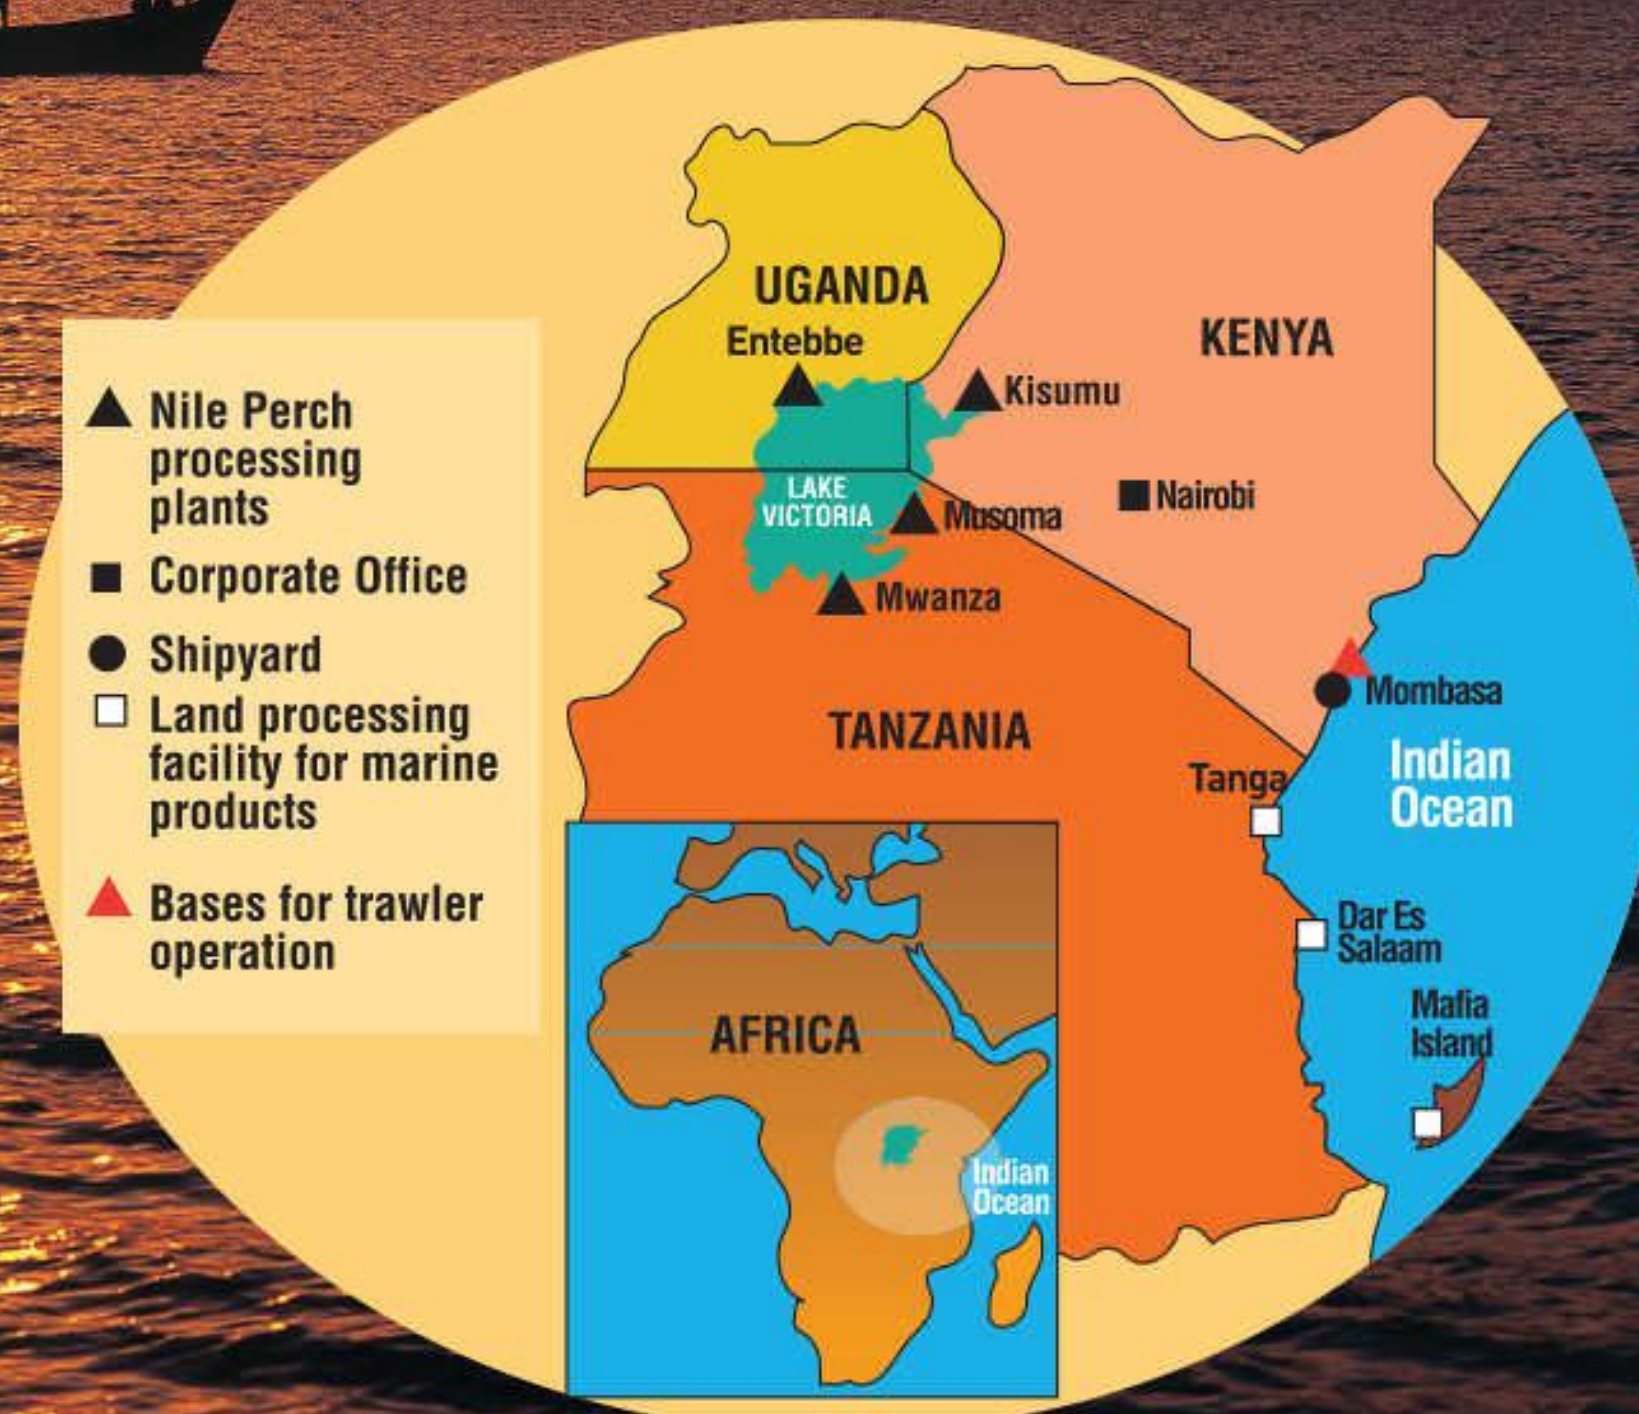 UGANDA
Entebbe
KENYA
Kisumu
Nairobi
LAKE
VICTORIA
Musoma
Mwanza
TANZANIA
Mombasa
Indian
Ocean
Tanga
Dar Es
Salaam
Mafia
Island
Nile Perch
processing
plants
Corporate Office
Shipyard
Land processing
facility for marine
products
Bases for trawler
operation
AFRICA
Indian
Ocean